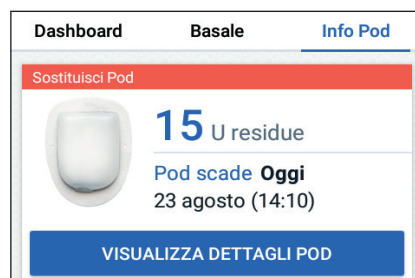 Dashboard Basale Info Pod
Sostituisci Pod
15 U residue
Pod scade Oggi
23 agosto (14:10)
VISUALIZZA DETTAGLI POD